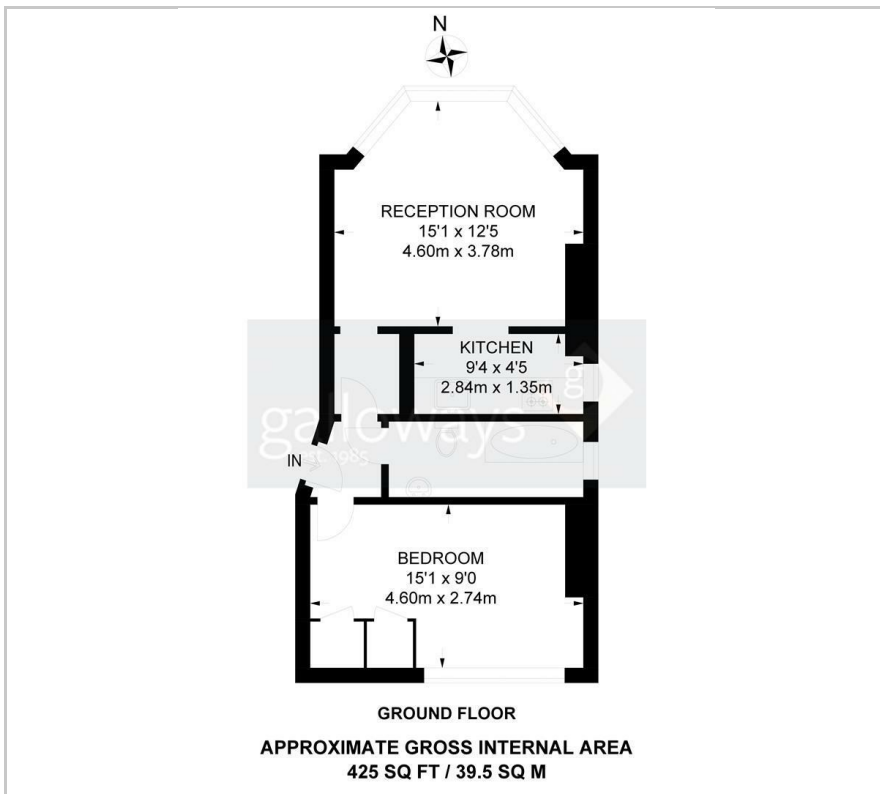 N
RECEPTION ROOM
15'1 x 12'5
4.60m x 3.78m
KITCHEN
9'4 x 4'5
2.84m x 1.35m
galloways
est. 1985
g
IN
BEDROOM
15'1 x 9'0
4.60m x 2.74m
GROUND FLOOR
APPROXIMATE GROSS INTERNAL AREA
425 SQ FT / 39.5 SQ M